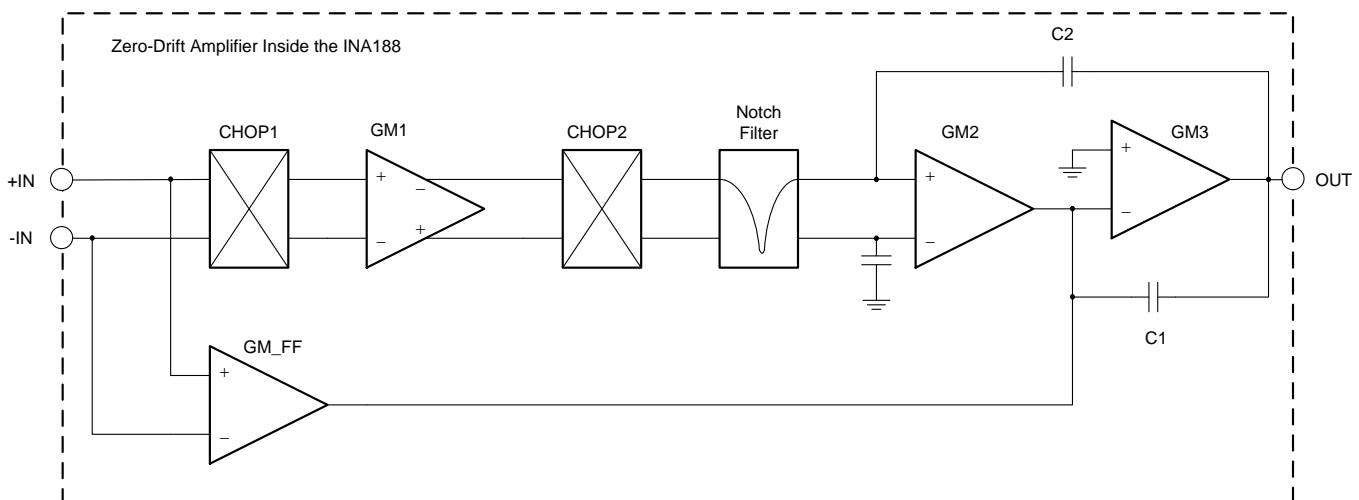 Zero-Drift Amplifier Inside the INA188
C2
CHOP1
GM1
CHOP2
Notch
Filter
GM2
GM3
+IN
-IN
OUT
+
−
−
+
+
−
+
−
C1
GM_FF
+
−